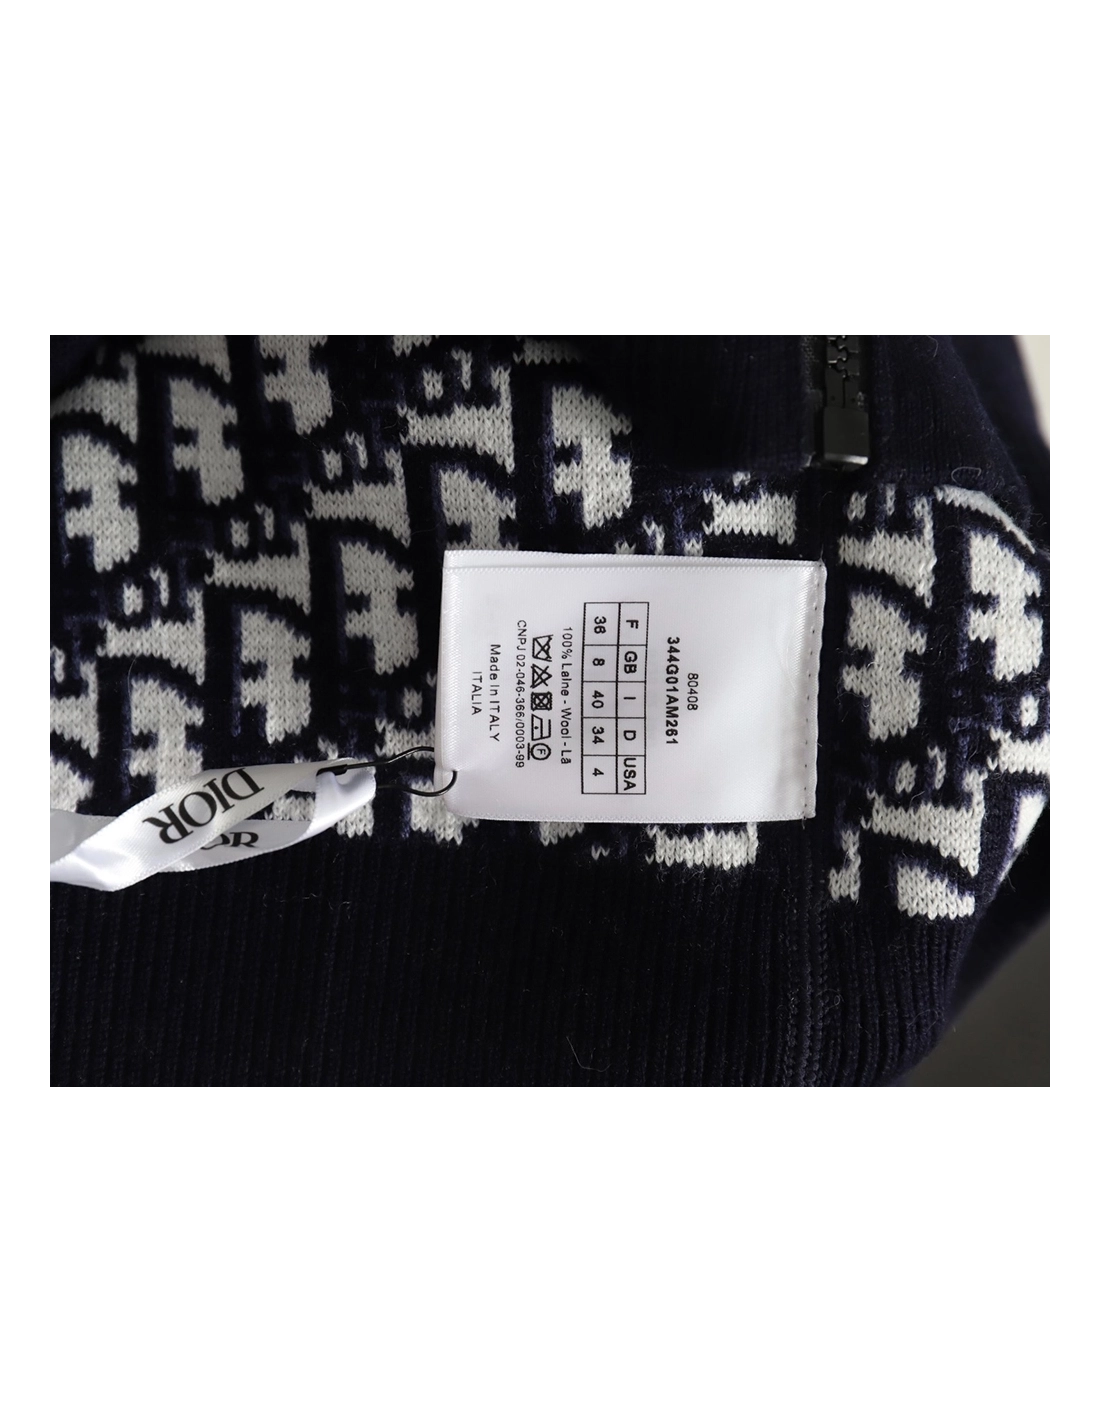 80408
344G01AM261
F GB I D USA
36 8 40 34 4
100% Laine - Wool - Lã
F
CNPJ 02-046-366/0003-99
Made in ITALY
ITALIA
DIOR
OR